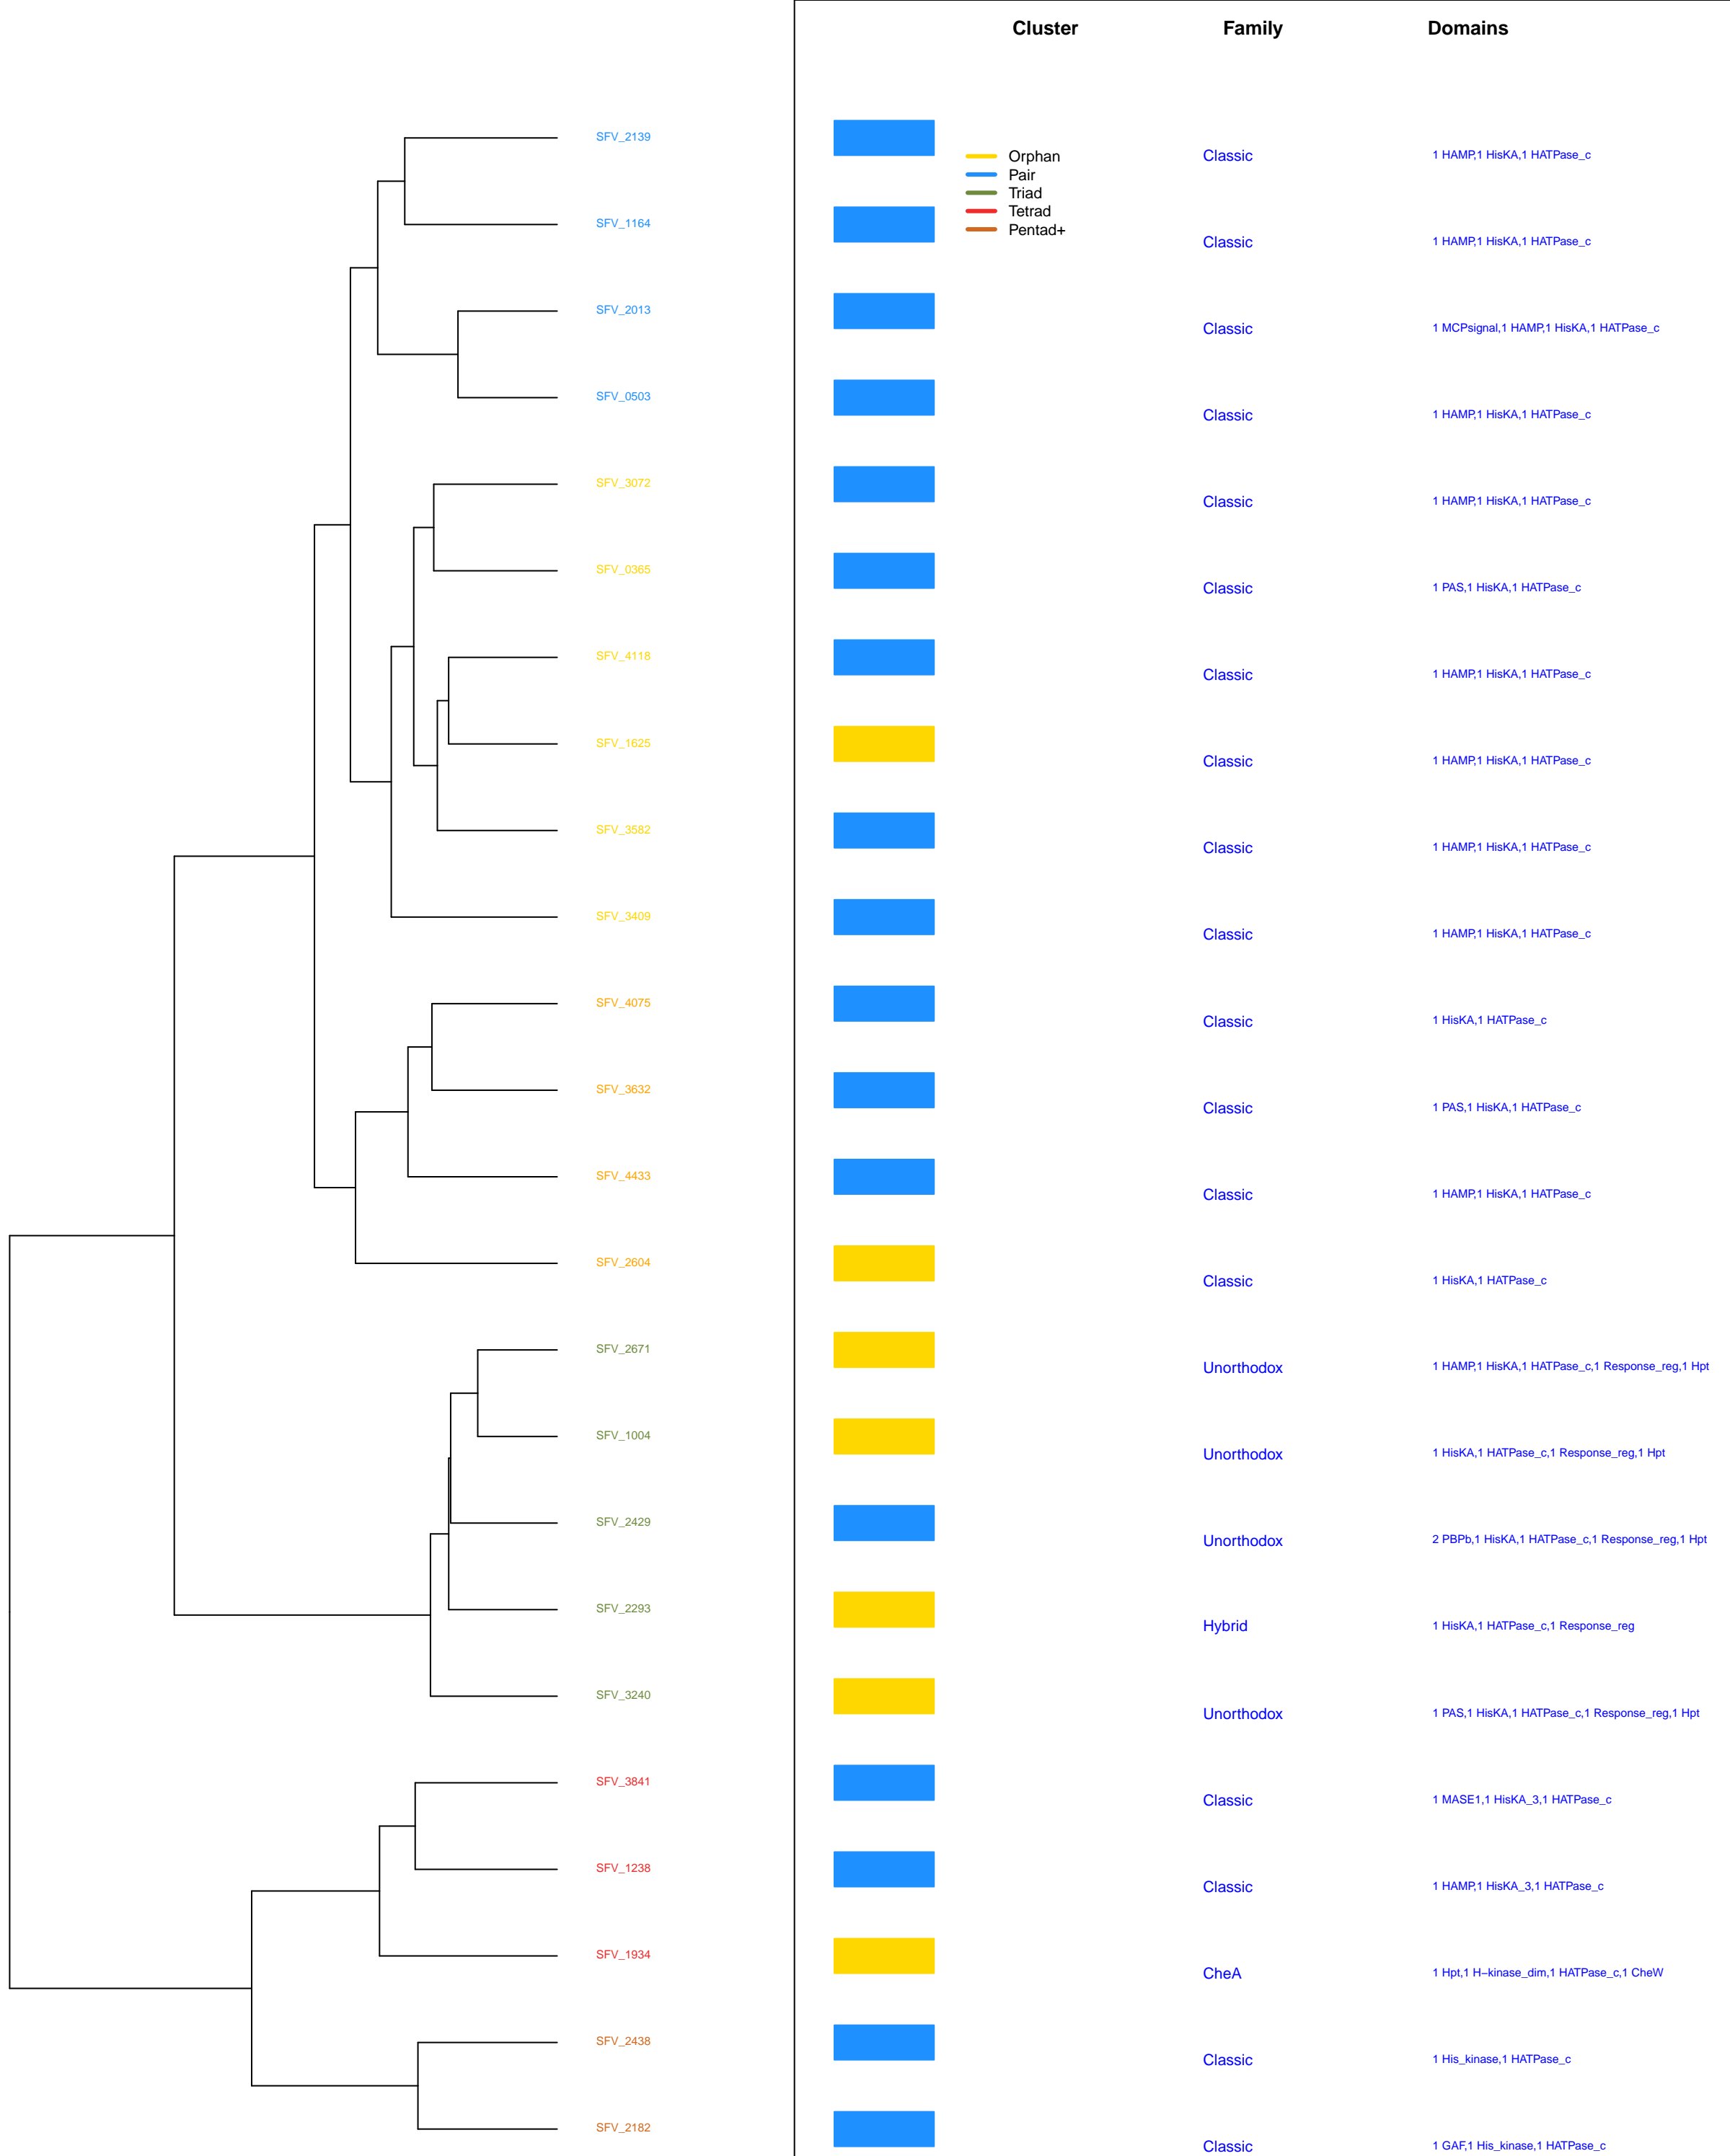 Cluster Family Domains
SFV_2139 Classic 1 HAMP,1 HisKA,1 HATPase_c
Orphan
Pair
Triad
Tetrad
Pentad+
SFV_1164 Classic 1 HAMP,1 HisKA,1 HATPase_c
SFV_2013 Classic 1 MCPsignal,1 HAMP,1 HisKA,1 HATPase_c
SFV_0503 Classic 1 HAMP,1 HisKA,1 HATPase_c
SFV_3072 Classic 1 HAMP,1 HisKA,1 HATPase_c
SFV_0365 Classic 1 PAS,1 HisKA,1 HATPase_c
SFV_4118 Classic 1 HAMP,1 HisKA,1 HATPase_c
SFV_1625 Classic 1 HAMP,1 HisKA,1 HATPase_c
SFV_3582 Classic 1 HAMP,1 HisKA,1 HATPase_c
SFV_3409 Classic 1 HAMP,1 HisKA,1 HATPase_c
SFV_4075 Classic 1 HisKA,1 HATPase_c
SFV_3632 Classic 1 PAS,1 HisKA,1 HATPase_c
SFV_4433 Classic 1 HAMP,1 HisKA,1 HATPase_c
SFV_2604 Classic 1 HisKA,1 HATPase_c
SFV_2671 Unorthodox 1 HAMP,1 HisKA,1 HATPase_c,1 Response_reg,1 Hpt
SFV_1004 Unorthodox 1 HisKA,1 HATPase_c,1 Response_reg,1 Hpt
SFV_2429 Unorthodox 2 PBPb,1 HisKA,1 HATPase_c,1 Response_reg,1 Hpt
SFV_2293 Hybrid 1 HisKA,1 HATPase_c,1 Response_reg
SFV_3240 Unorthodox 1 PAS,1 HisKA,1 HATPase_c,1 Response_reg,1 Hpt
SFV_3841 Classic 1 MASE1,1 HisKA_3,1 HATPase_c
SFV_1238 Classic 1 HAMP,1 HisKA_3,1 HATPase_c
SFV_1934 CheA 1 Hpt,1 H−kinase_dim,1 HATPase_c,1 CheW
SFV_2438 Classic 1 His_kinase,1 HATPase_c
SFV_2182 Classic 1 GAF,1 His_kinase,1 HATPase_c